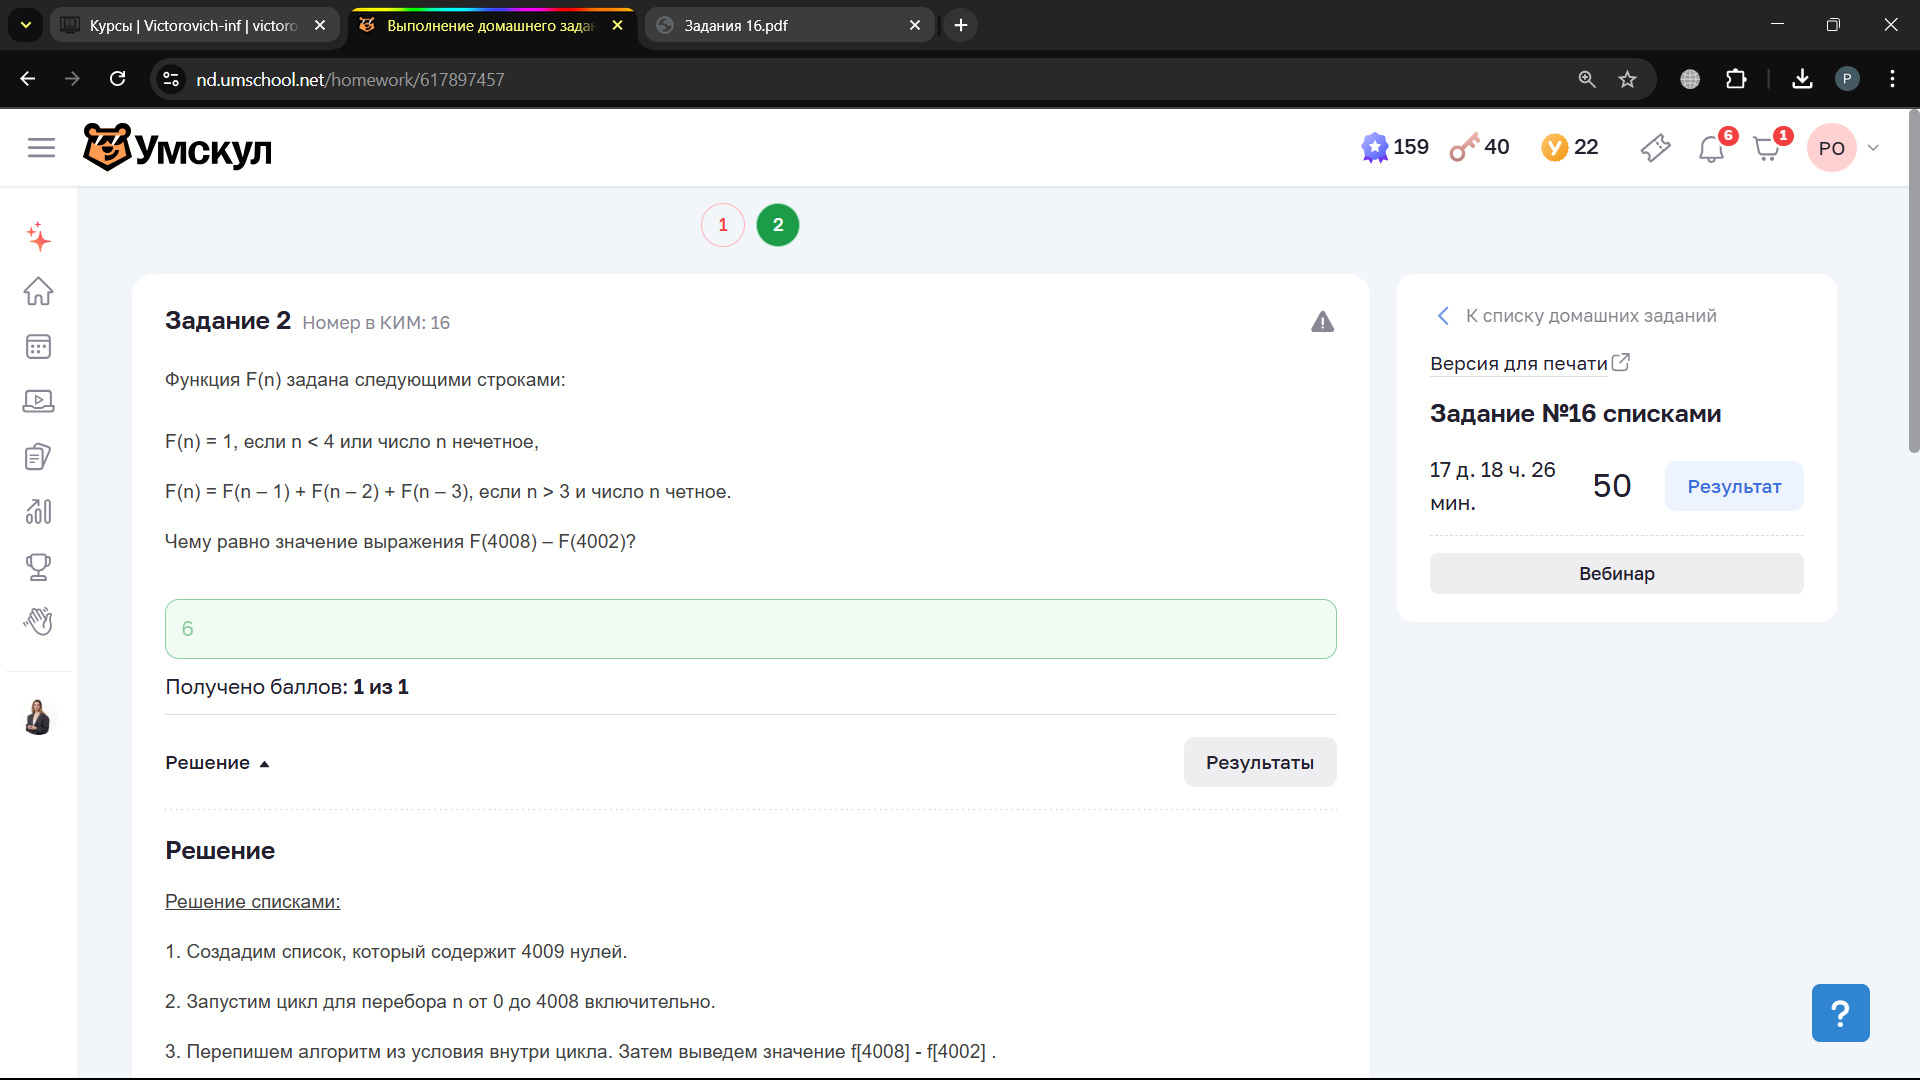 Курсы | Victorovich-inf | victoro
Выполнение домашнего зада
Задания 16.pdf
nd.umschool.net/homework/617897457
P
Умскул
159
40
22
6
1
РО
1
2
Задание 2 Номер в КИМ: 16
Функция F(n) задана следующими строками:
F(n) = 1, если n < 4 или число n нечетное,
F(n) = F(n – 1) + F(n – 2) + F(n – 3), если n > 3 и число n четное.
Чему равно значение выражения F(4008) – F(4002)?
6
Получено баллов: 1 из 1
Решение
Результаты
Решение
Решение списками:
1. Создадим список, который содержит 4009 нулей.
2. Запустим цикл для перебора n от 0 до 4008 включительно.
3. Перепишем алгоритм из условия внутри цикла. Затем выведем значение f[4008] - f[4002] .
К списку домашних заданий
Версия для печати
Задание №16 списками
17 д. 18 ч. 26
мин.
50
Результат
Вебинар
?